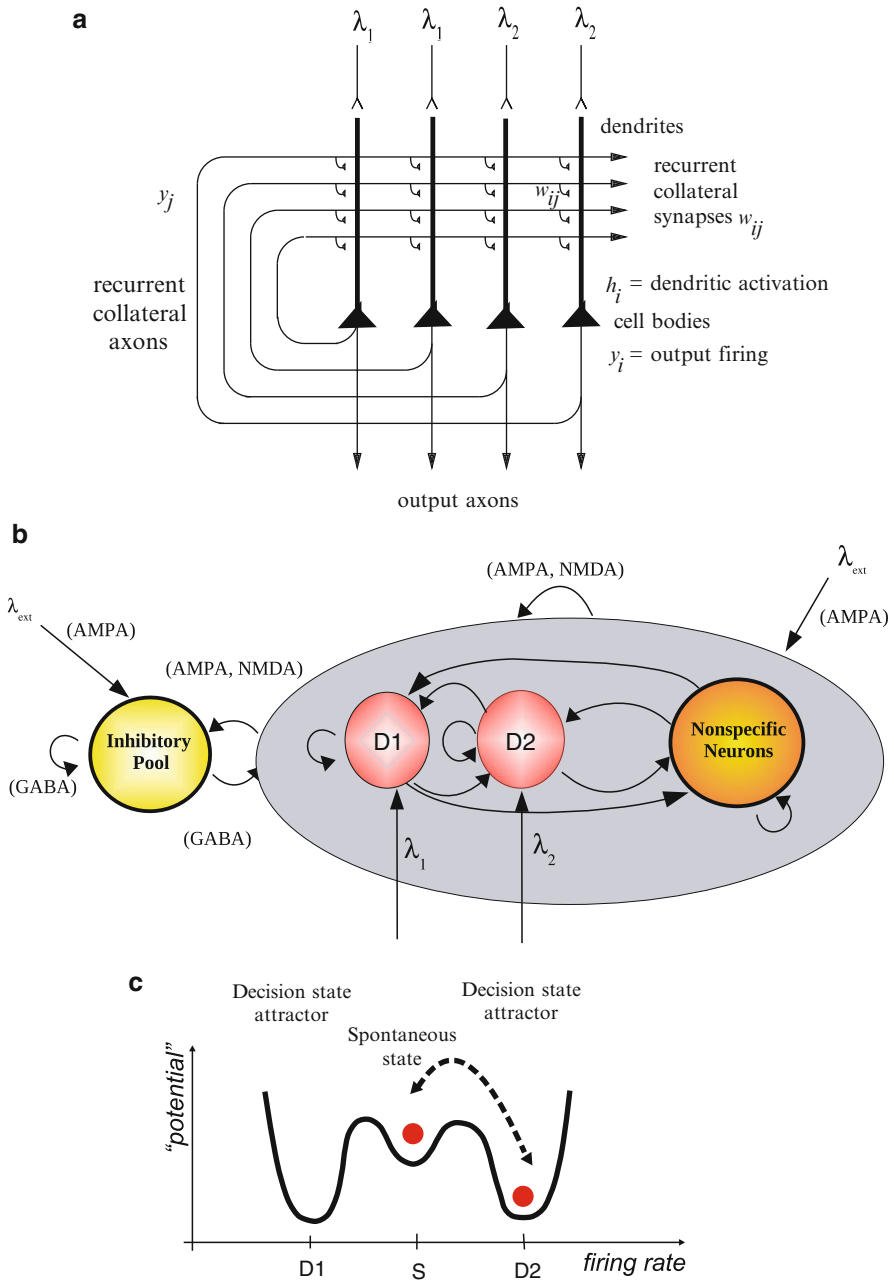 a
λ1 λ1 λ2 λ2
dendrites
recurrent
collateral
synapses wij
wij
yj
recurrent
collateral
axons
hi = dendritic activation
cell bodies
yi = output firing
output axons
b
(AMPA, NMDA)
λext
(AMPA)
λext
(AMPA)
(AMPA, NMDA)
Inhibitory
Pool
D1
D2
Nonspecific
Neurons
(GABA)
(GABA)
λ1
λ2
c
Decision state
attractor
Decision state
attractor
Spontaneous
state
“potential”
D1
S
D2
firing rate